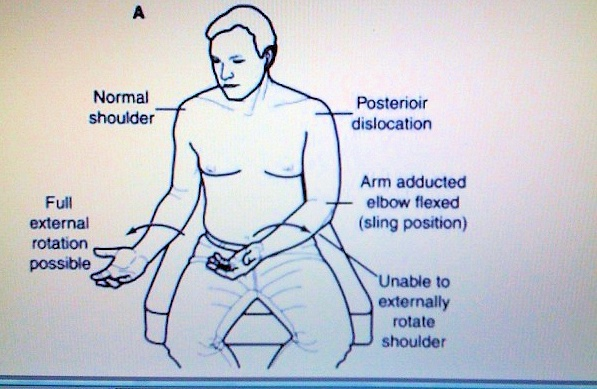 A
Normal
shoulder
Posterioir
dislocation
Arm adducted
elbow flexed
(sling position)
Full
external
rotation
possible
Unable to
externally
rotate
shoulder